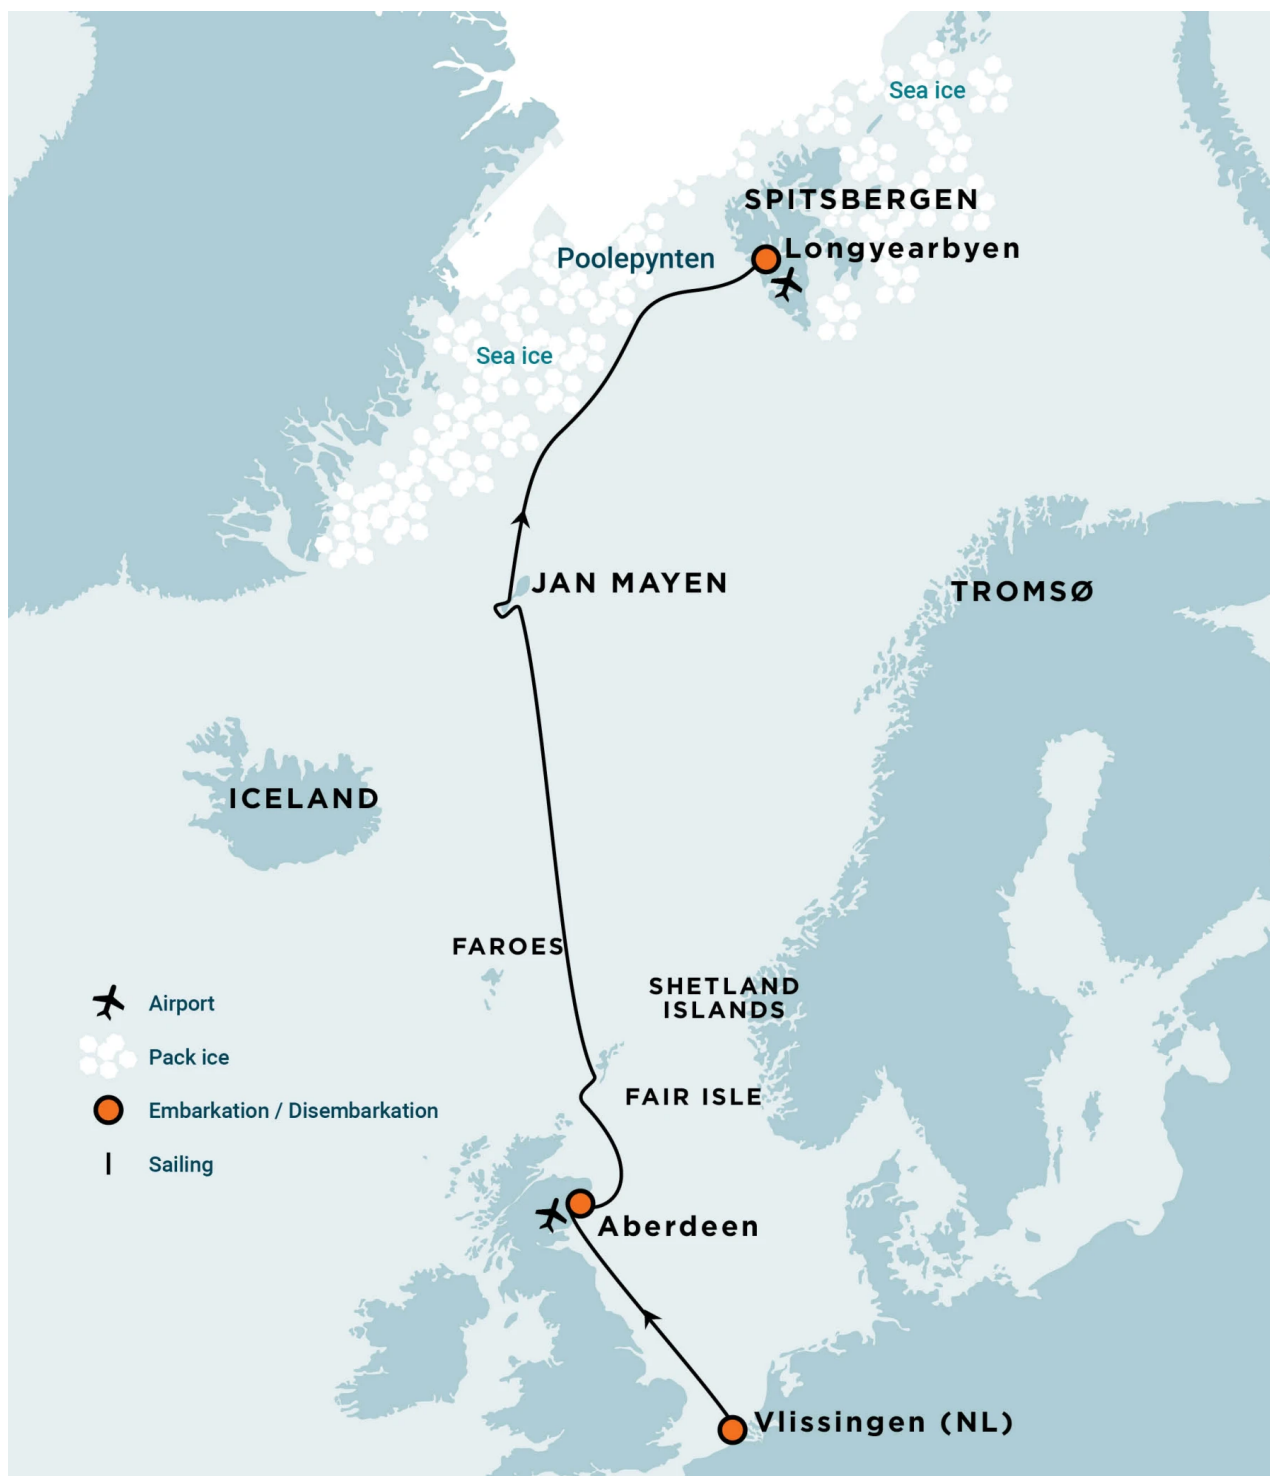 Sea ice
SPITSBERGEN
Longyearbyen
Poolepynten
Sea ice
JAN MAYEN
TROMSØ
ICELAND
FAROES
SHETLAND
ISLANDS
FAIR ISLE
Airport
Pack ice
Embarkation / Disembarkation
Sailing
Aberdeen
Vlissingen (NL)